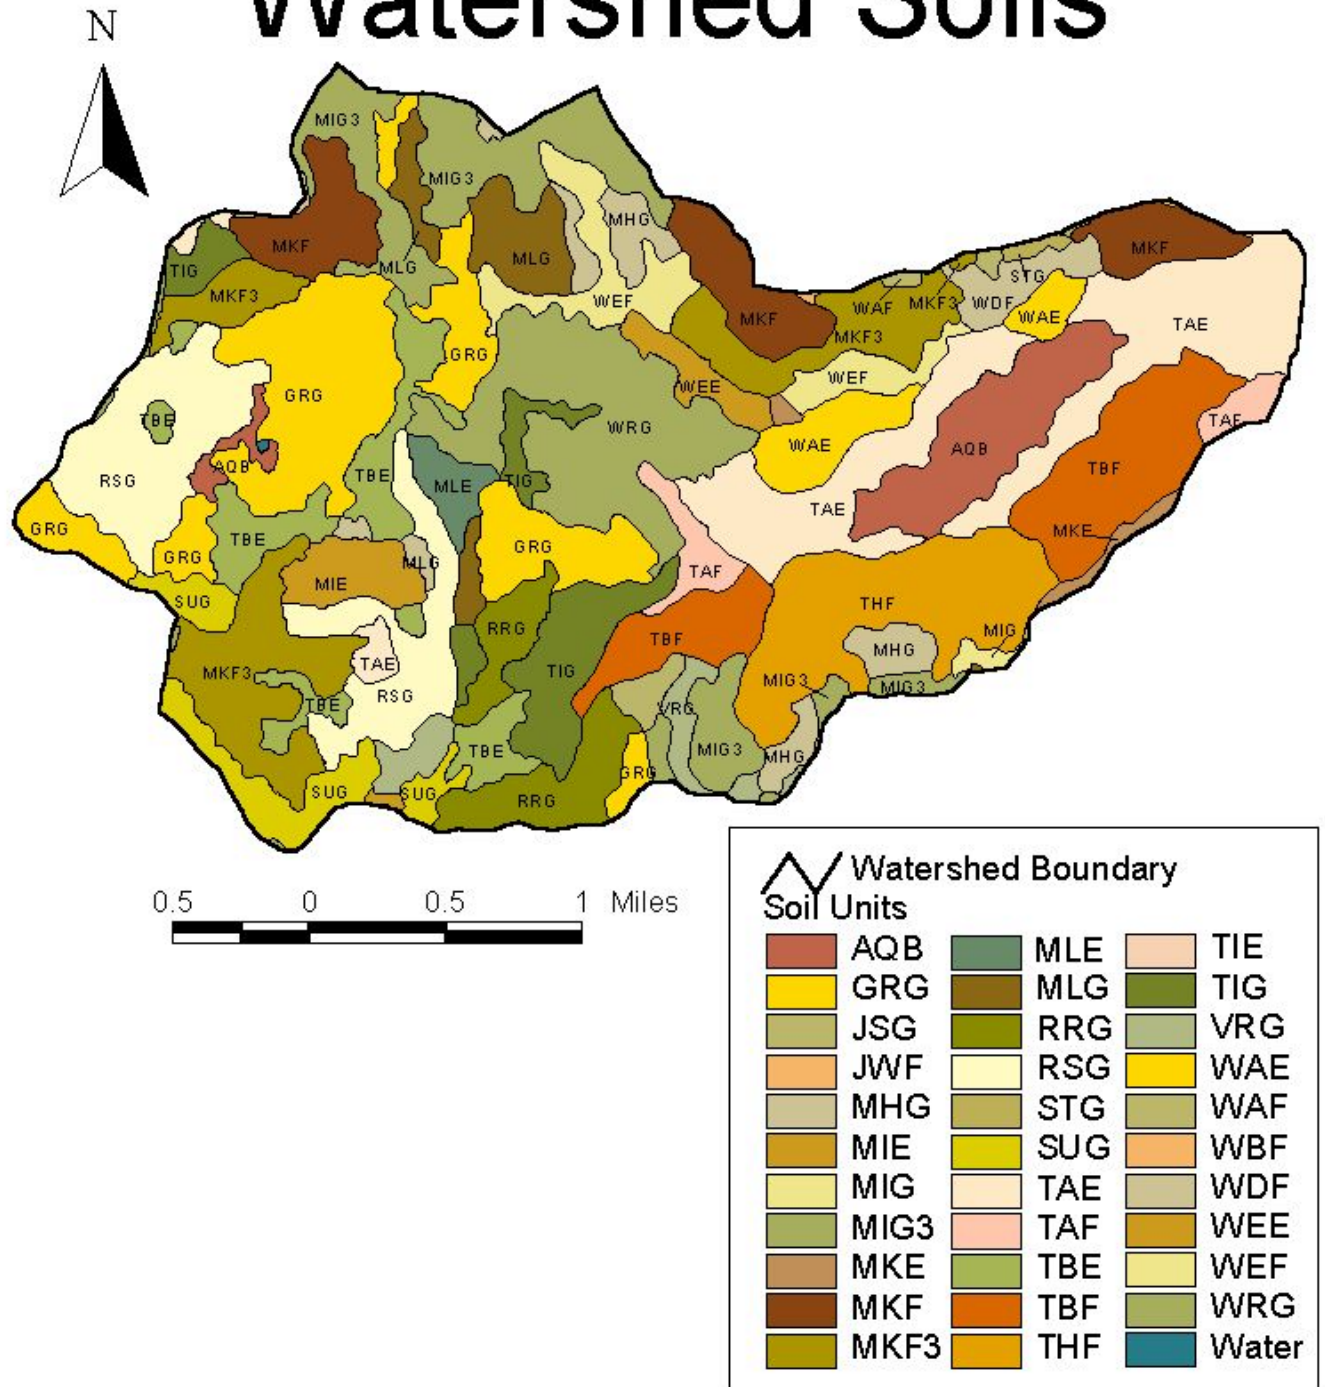 Watershed Soils
N
MIG3
MIG3
MHG
MKF
MKF
MLG
MLG
TIG
STG
MKF3
WEF
WAF
MKF3
WDF
WAE
MKF
TAE
MKF3
GRG
WEF
WEE
GRG
TBE
WRG
TAF
WAE
AQB
AQB
TBF
RSG
TBE
MLE
TIG
TAE
GRG
MKE
TBE
GRG
GRG
MLG
TAF
MIE
SUG
THF
RRG
MIG
TBF
MHG
TAE
MKF3
TIG
RSG
MIG3
MIG3
TBE
VRG
TBE
MIG3
MHG
GRG
SUG
SUG
RRG
0.5 0 0.5 1 Miles
Watershed Boundary
Soil Units
AQB MLE TIE
GRG MLG TIG
JSG RRG VRG
JWF RSG WAE
MHG STG WAF
MIE SUG WBF
MIG TAE WDF
MIG3 TAF WEE
MKE TBE WEF
MKF TBF WRG
MKF3 THF Water